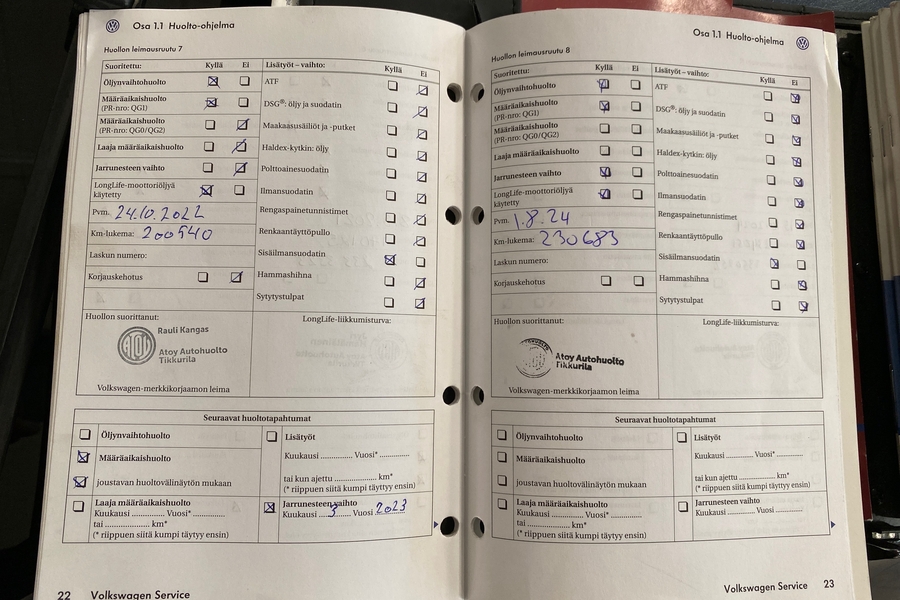 Osa 1.1 Huolto-ohjelma
Huollon leimausruutu 7
Suoritettu: Kyllä Ei
Öljynvaihtohuolto
Määräaikaishuolto
(PR-nro: QG1)
Määräaikaishuolto
(PR-nro: QG0/QG2)
Laaja määräaikaishuolto
Jarrunesteen vaihto
LongLife-moottoriöljyä
käytetty
Pvm. 24.10.2022
Km-lukema: 200940
Laskun numero:
Korjauskehotus
Lisätyöt – vaihto: Kyllä Ei
ATF
DSG®: öljy ja suodatin
Maakaasusäiliöt ja -putket
Haldex-kytkin: öljy
Polttoainesuodatin
Ilmansuodatin
Rengaspainetunnistimet
Renkaantäyttöpullo
Sisäilmansuodatin
Hammashihna
Sytytystulpat
Huollon suorittanut:
Rauli Kangas
Atoy Autohuolto
Tikkurila
Volkswagen-merkkikorjaamon leima
LongLife-liikkumisturva:
Seuraavat huoltotapahtumat
Öljynvaihtohuolto
Määräaikaishuolto
joustavan huoltovälinäytön mukaan
Laaja määräaikaishuolto
Kuukausi ............ Vuosi* ............
tai ................ km*
(* riippuen siitä kumpi täyttyy ensin)
Lisätyöt
Kuukausi ............ Vuosi* ............
tai kun ajettu ............ km*
(* riippuen siitä kumpi täyttyy ensin)
Jarrunesteen vaihto
Kuukausi 3 Vuosi 2023
22 Volkswagen Service
Osa 1.1 Huolto-ohjelma
Huollon leimausruutu 8
Suoritettu: Kyllä Ei
Öljynvaihtohuolto
Määräaikaishuolto
(PR-nro: QG1)
Määräaikaishuolto
(PR-nro: QG0/QG2)
Laaja määräaikaishuolto
Jarrunesteen vaihto
LongLife-moottoriöljyä
käytetty
Pvm. 1.8.24
Km-lukema: 230683
Laskun numero:
Korjauskehotus
Lisätyöt – vaihto: Kyllä Ei
ATF
DSG®: öljy ja suodatin
Maakaasusäiliöt ja -putket
Haldex-kytkin: öljy
Polttoainesuodatin
Ilmansuodatin
Rengaspainetunnistimet
Renkaantäyttöpullo
Sisäilmansuodatin
Hammashihna
Sytytystulpat
Huollon suorittanut:
Atoy Autohuolto
Tikkurila
Volkswagen-merkkikorjaamon leima
LongLife-liikkumisturva:
Seuraavat huoltotapahtumat
Öljynvaihtohuolto
Määräaikaishuolto
joustavan huoltovälinäytön mukaan
Laaja määräaikaishuolto
Kuukausi ............ Vuosi* ............
tai ................ km*
(* riippuen siitä kumpi täyttyy ensin)
Lisätyöt
Kuukausi ............ Vuosi* ............
tai kun ajettu ............ km*
(* riippuen siitä kumpi täyttyy ensin)
Jarrunesteen vaihto
Kuukausi ............ Vuosi ............
Volkswagen Service 23